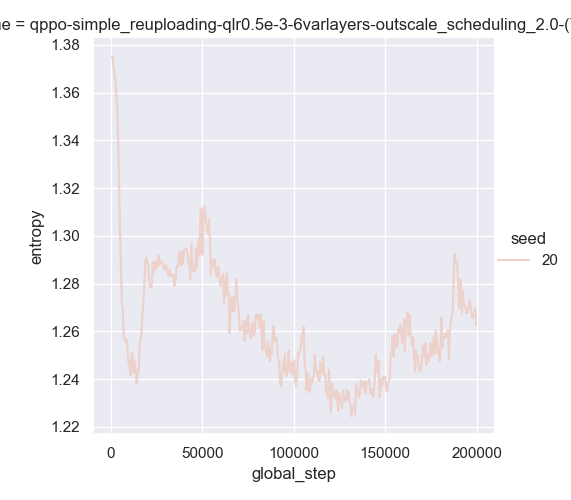 = qppo-simple_reuploading-qlr0.5e-3-6varlayers-outscale_scheduling_2.0-(
1.38
1.36
1.34
1.32
1.30
1.28
1.26
1.24
1.22
entropy
0 50000 100000 150000 200000
global_step
seed
20